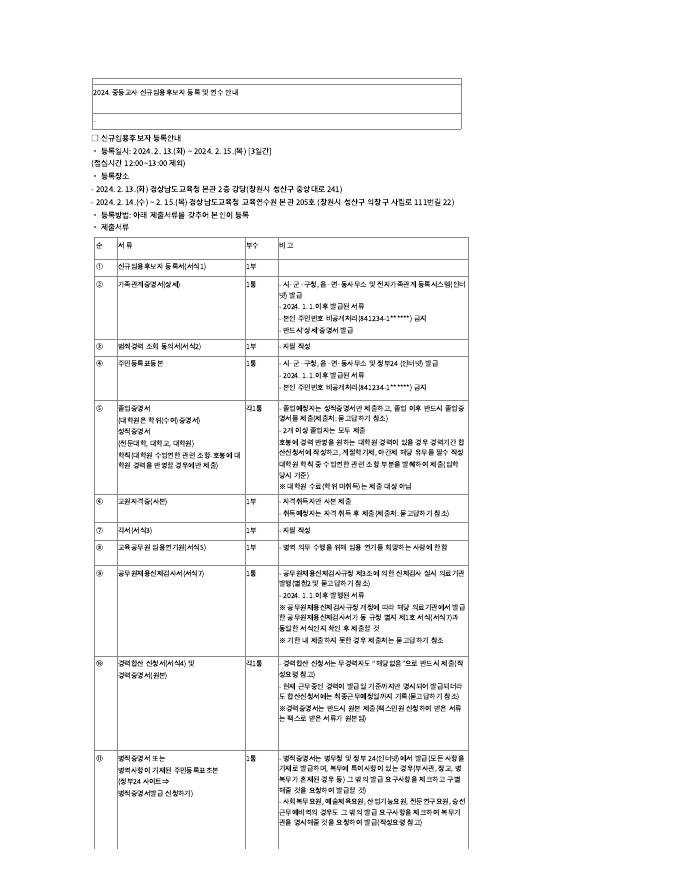 2024. 중등교사 신규임용후보자 등록 및 연수 안내
.
□ 신규임용후보자 등록안내
◦ 등록일시: 2024. 2. 13.(화) ~ 2024. 2. 15.(목) [3일간]
(점심시간 12:00~13:00 제외)
◦ 등록장소
- 2024. 2. 13.(화) 경상남도교육청 본관 2층 강당(창원시 성산구 중앙대로 241)
- 2024. 2. 14.(수) ~ 2. 15.(목) 경상남도교육청 교육연수원 본관 205호 (창원시 성산구 의창구 사림로 111번길 22)
◦ 등록방법: 아래 제출서류를 갖추어 본인이 등록
◦ 제출서류
순 서 류 부수 비 고
① 신규임용후보자 등록서(서식1) 1부
② 가족관계증명서(상세) 1통 - 시·군·구청, 읍·면·동사무소 및 전자가족관계 등록시스템(인터
넷) 발급
- 2024. 1. 1.이후 발급된 서류
- 본인 주민번호 비공개처리(841234-1******) 금지
- 반드시‘상세’증명서 발급
③ 범죄경력 조회 동의서(서식2) 1부 - 자필 작성
④ 주민등록표등본 1통 - 시·군·구청, 읍·면·동사무소 및 정부24 (인터넷) 발급
- 2024. 1. 1.이후 발급된 서류
- 본인 주민번호 비공개처리(841234-1******) 금지
⑤ 졸업증명서 각1통 - 졸업예정자는 성적증명서만 제출하고, 졸업 이후 반드시 졸업증
(대학원은 학위(수여)증명서) 명서를 제출(제출처: 묻고답하기 참조)
성적증명서 - 2개 이상 졸업자는 모두 제출
(전문대학, 대학교, 대학원) 호봉에 경력 반영을 원하는 대학원 경력이 있을 경우 경력기간 합
학칙(대학원 수업연한 관련 조항-호봉에 대 산신청서에 작성하고, 계절학기제, 야간제 해당 유무를 필수 작성
학원 경력을 반영할 경우에만 제출) 대학원 학칙 중 수업연한 관련 조항 부분을 발췌하여 제출(입학
당시 기준)
※ 대학원 수료(학위 미취득)는 제출 대상 아님
⑥ 교원자격증(사본) 1부 - 자격취득자만 사본 제출
- 취득예정자는 자격 취득 후 제출(제출처: 묻고답하기 참조)
⑦ 각서(서식3) 1부 - 자필 작성
⑧ 교육공무원 임용연기원(서식5) 1부 - 병역 의무 수행을 위해 임용 연기를 희망하는 사람에 한함
⑨ 공무원채용신체검사서(서식7) 1통 - 공무원채용신체검사규정 제3조에 의한 신체검사 실시 의료기관
발행(별첨2 및 묻고답하기 참조)
- 2024. 1. 1.이후 발행된 서류
※ 공무원채용신체검사규정 개정에 따라 해당 의료기관에서 발급
한 공무원채용신체검사서가 동 규정 별지 제1호 서식(서식7)과
동일한 서식인지 확인 후 제출할 것
※ 기한 내 제출하지 못한 경우 제출처는 묻고답하기 참조
⑩ 경력합산 신청서(서식4) 및 각1통 - 경력합산 신청서는 무경력자도 “해당없음”으로 반드시 제출(작
경력증명서(원본) 성요령 참고)
- 현재 근무중인 경력이 발급일 기준까지만 명시되어 발급되더라
도 합산신청서에는 최종근무예정일까지 기록(묻고답하기 참조)
※경력증명서는 반드시 원본 제출(팩스민원 신청하여 받은 서류
는 팩스로 받은 서류가 원본임)
⑪ 병적증명서 또는 1통 - 병적증명서는 병무청 및 정부 24(인터넷)에서 발급(모든 사항을
병역사항이 기재된 주민등록표초본 기재로 발급하며, 복무에 특이사항이 있는 경우(부사관, 장교, 병
(정부24 사이트⇒ 복무가 혼재된 경우 등) 그 밖의 발급 요구사항을 체크하고 구별
병적증명서발급 신청하기) 해줄 것을 요청하여 발급할 것)
- 사회복무요원, 예술체육요원, 산업기능요원, 전문연구요원, 승선
근무예비역의 경우도 그 밖의 발급 요구사항을 체크하여 복무기
관을 명시해줄 것을 요청하여 발급(작성요령 참고)